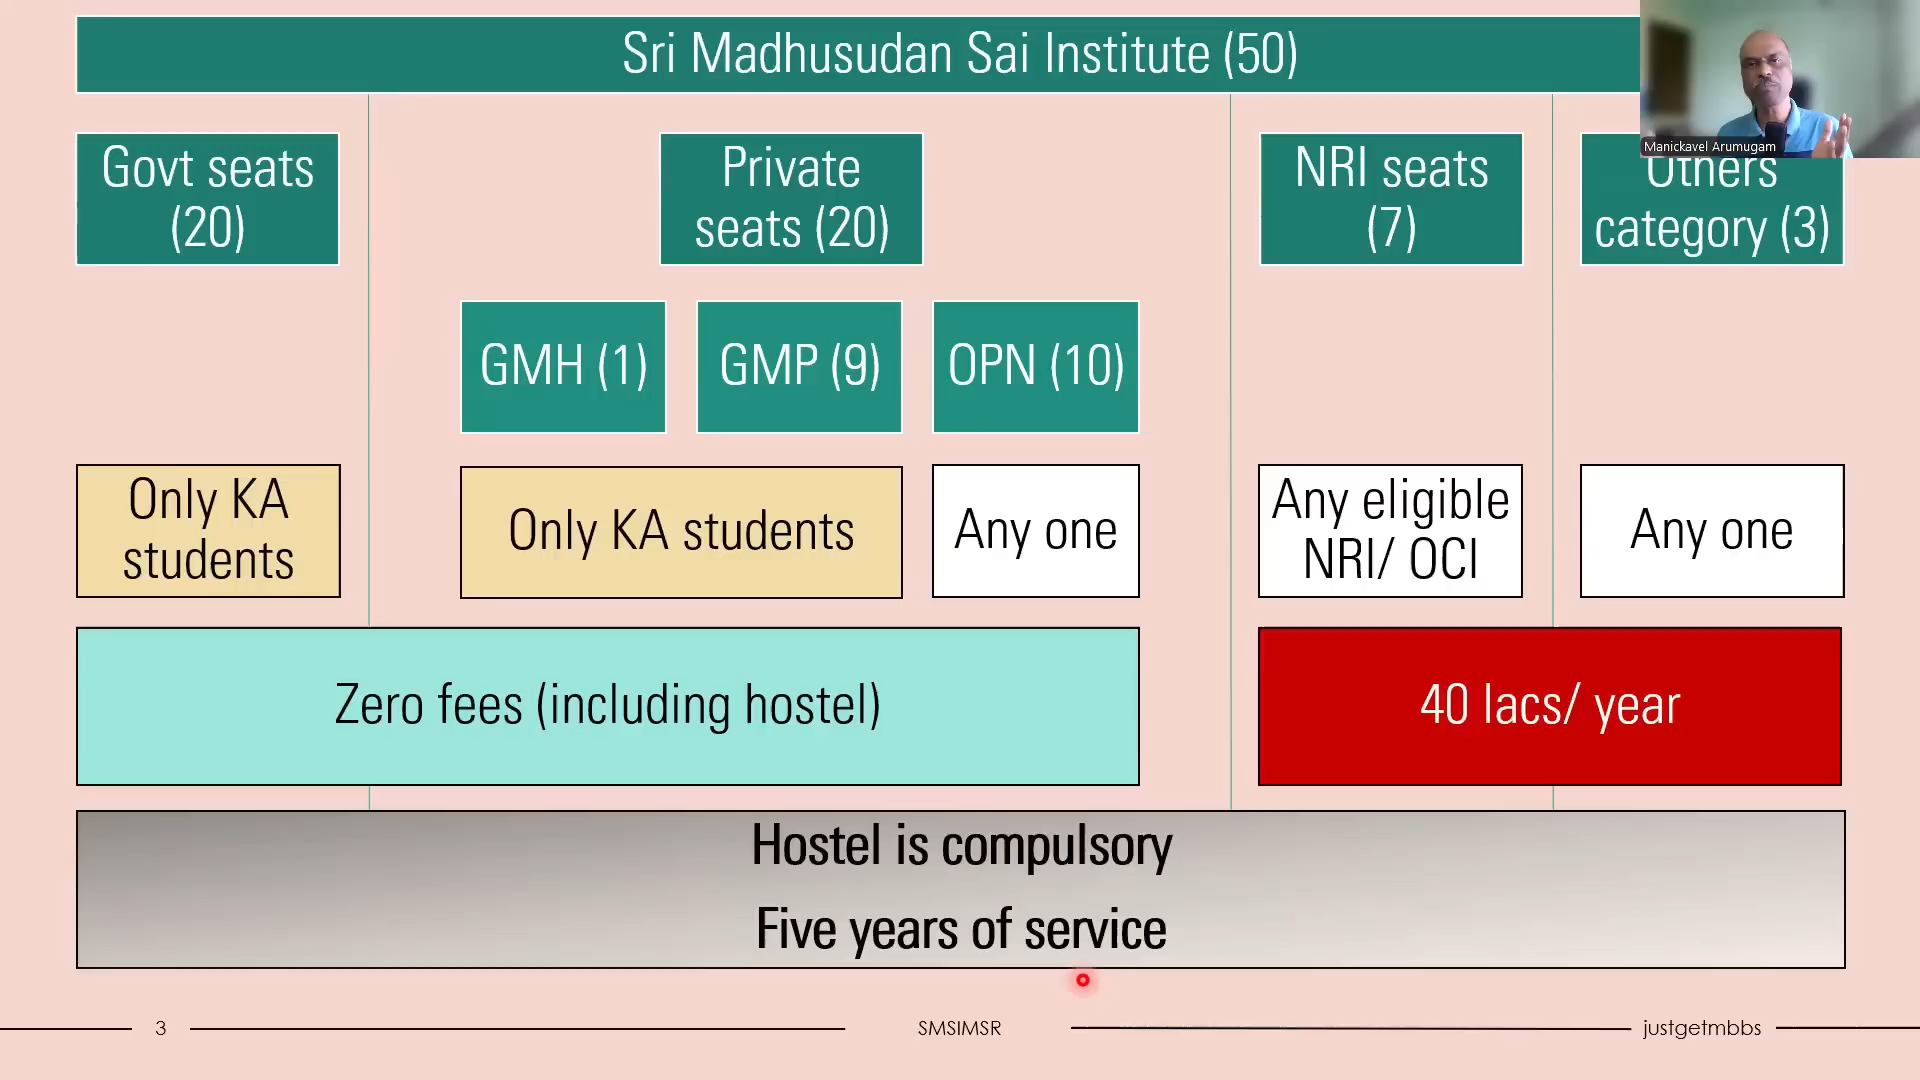 Sri Madhusudan Sai Institute (50)
Manickavel Arumugam
Govt seats
(20)
Private
seats (20)
NRI seats
(7)
Others
category (3)
GMH (1)
GMP (9)
OPN (10)
Only KA
students
Only KA students
Any one
Any eligible
NRI/ OCI
Any one
Zero fees (including hostel)
40 lacs/ year
Hostel is compulsory
Five years of service
3
SMSIMSR
justgetmbbs